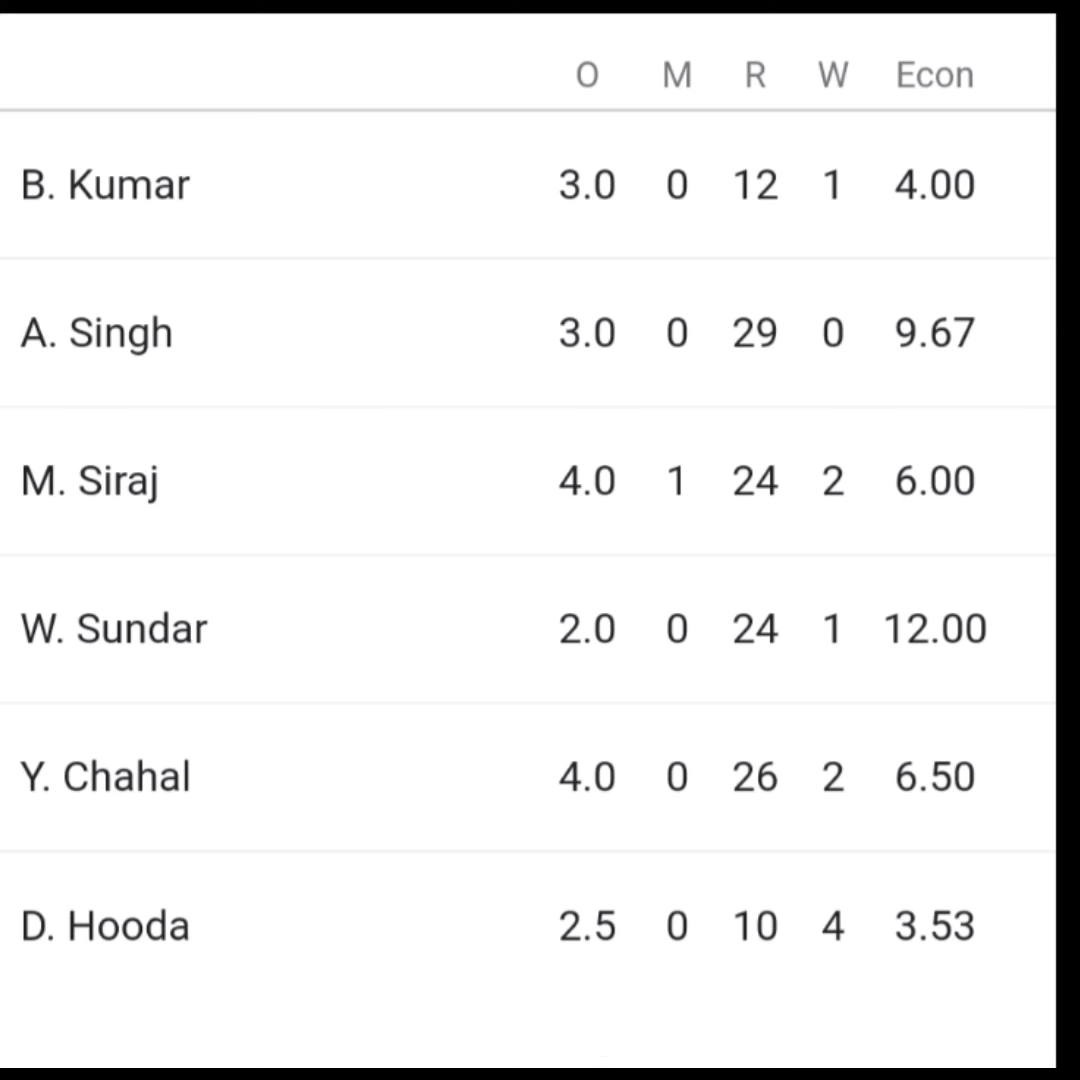 O M R W Econ
B. Kumar 3.0 0 12 1 4.00
A. Singh 3.0 0 29 0 9.67
M. Siraj 4.0 1 24 2 6.00
W. Sundar 2.0 0 24 1 12.00
Y. Chahal 4.0 0 26 2 6.50
D. Hooda 2.5 0 10 4 3.53